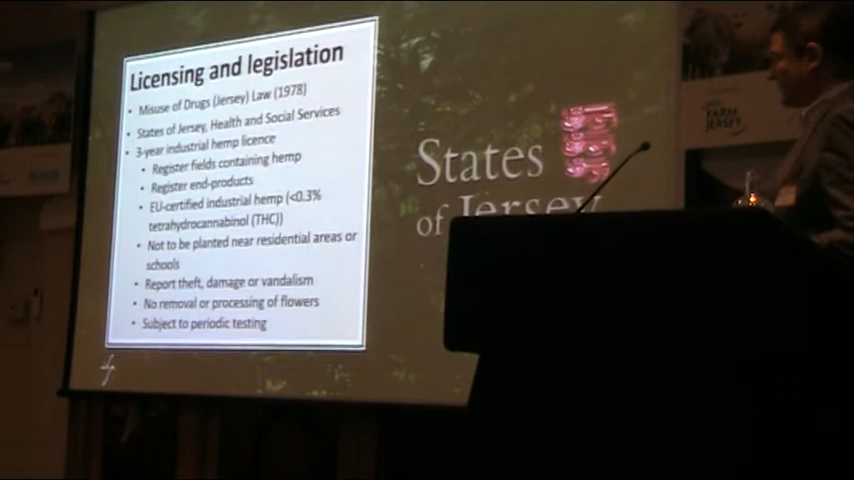 Licensing and legislation
• Misuse of Drugs (Jersey) Law (1978)
• States of Jersey, Health and Social Services
• 3-year industrial hemp licence
• Register fields containing hemp
• Register end-products
• EU-certified industrial hemp (<0.3%
tetrahydrocannabinol (THC))
• Not to be planted near residential areas or
schools
• Report theft, damage or vandalism
• No removal or processing of flowers
• Subject to periodic testing
States
of Jersey
FARM
JERSEY